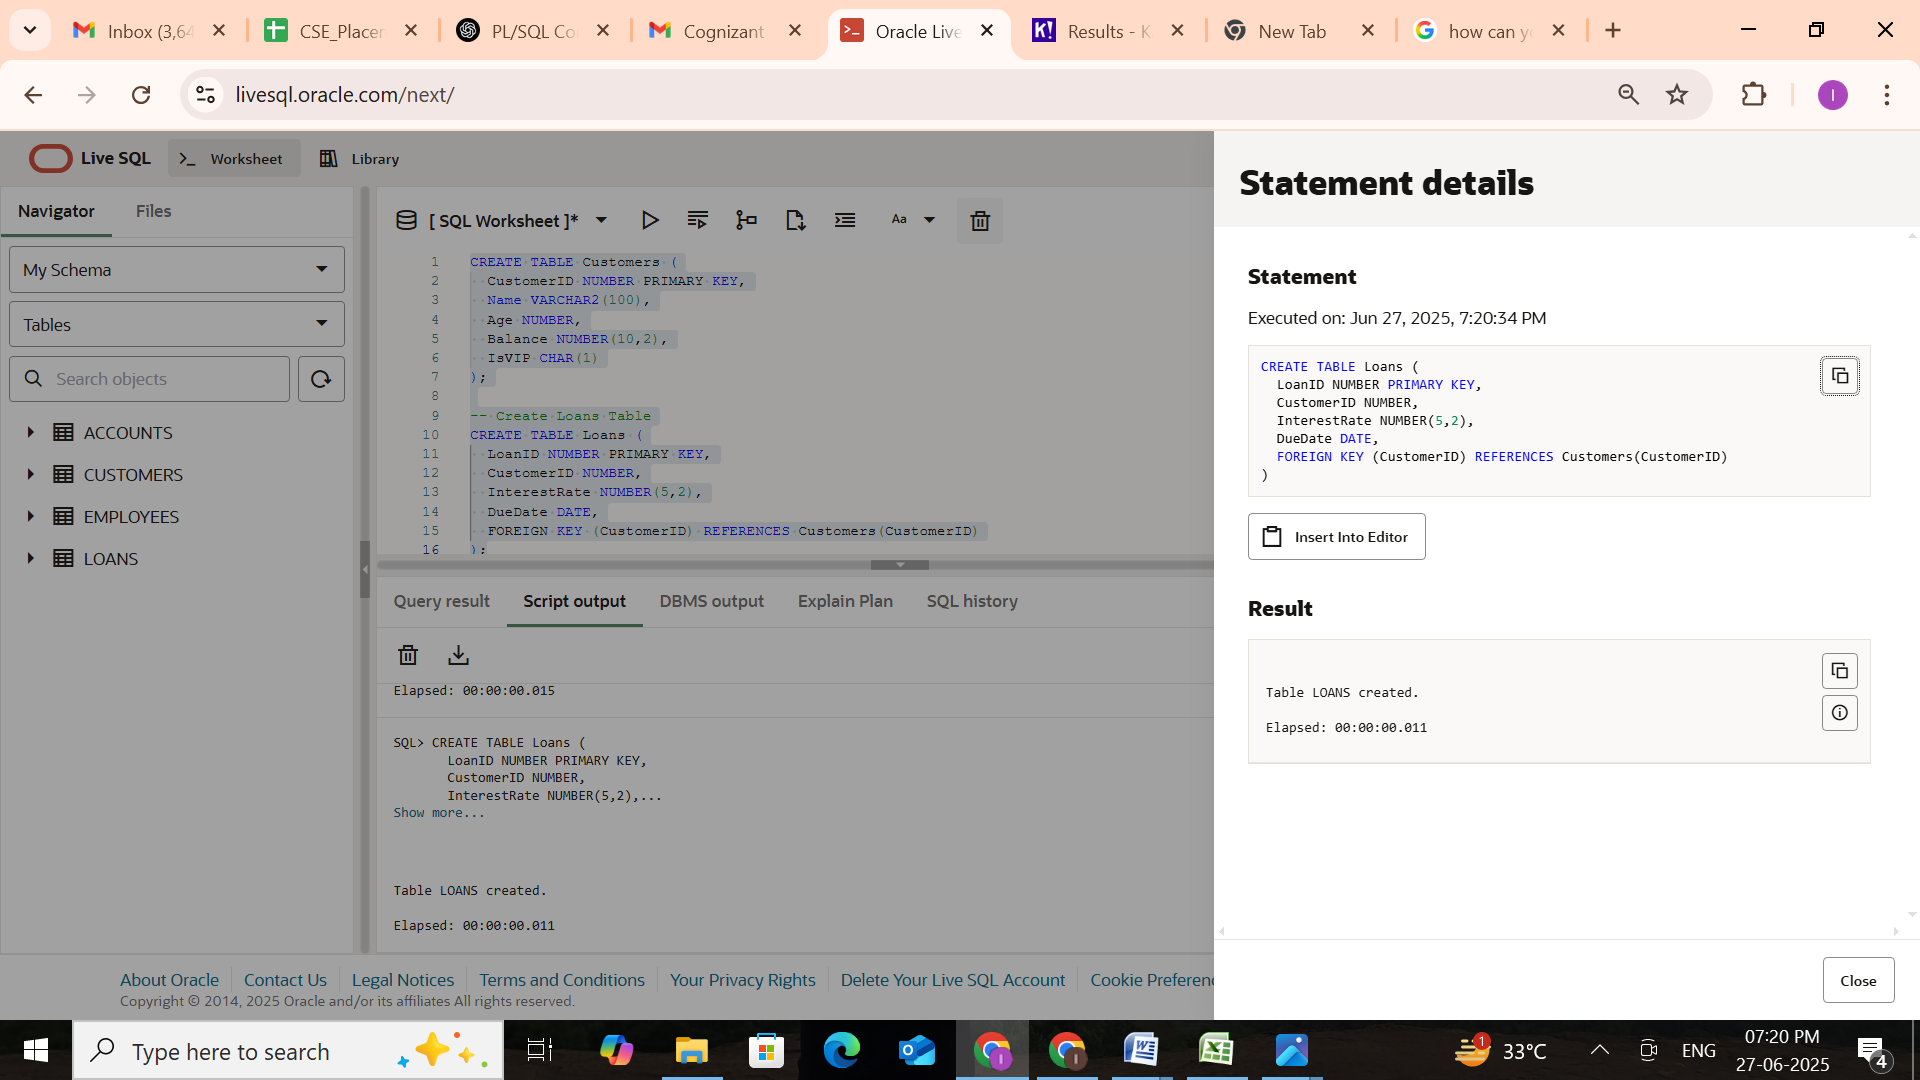 Inbox (3,64
CSE_Placer
PL/SQL Co
Cognizant
Oracle Live
Results - K
New Tab
how can y
livesql.oracle.com/next/
I
Live SQL
Worksheet
Library
Navigator
Files
My Schema
Tables
Search objects
ACCOUNTS
CUSTOMERS
EMPLOYEES
LOANS
[ SQL Worksheet ]*
Aa
1 CREATE TABLE Customers (
2 CustomerID NUMBER PRIMARY KEY,
3 Name VARCHAR2(100),
4 Age NUMBER,
5 Balance NUMBER(10,2),
6 IsVIP CHAR(1)
7 );
8
9 -- Create Loans Table
10 CREATE TABLE Loans (
11 LoanID NUMBER PRIMARY KEY,
12 CustomerID NUMBER,
13 InterestRate NUMBER(5,2),
14 DueDate DATE,
15 FOREIGN KEY (CustomerID) REFERENCES Customers(CustomerID)
16 );
Query result
Script output
DBMS output
Explain Plan
SQL history
Elapsed: 00:00:00.015
SQL> CREATE TABLE Loans (
LoanID NUMBER PRIMARY KEY,
CustomerID NUMBER,
InterestRate NUMBER(5,2),...
Show more...
Table LOANS created.
Elapsed: 00:00:00.011
Statement details
Statement
Executed on: Jun 27, 2025, 7:20:34 PM
CREATE TABLE Loans (
LoanID NUMBER PRIMARY KEY,
CustomerID NUMBER,
InterestRate NUMBER(5,2),
DueDate DATE,
FOREIGN KEY (CustomerID) REFERENCES Customers(CustomerID)
)
Insert Into Editor
Result
Table LOANS created.
Elapsed: 00:00:00.011
Close
About Oracle
Contact Us
Legal Notices
Terms and Conditions
Your Privacy Rights
Delete Your Live SQL Account
Cookie Preferenc
Copyright © 2014, 2025 Oracle and/or its affiliates All rights reserved.
Type here to search
1
33°C
ENG
07:20 PM
27-06-2025
4